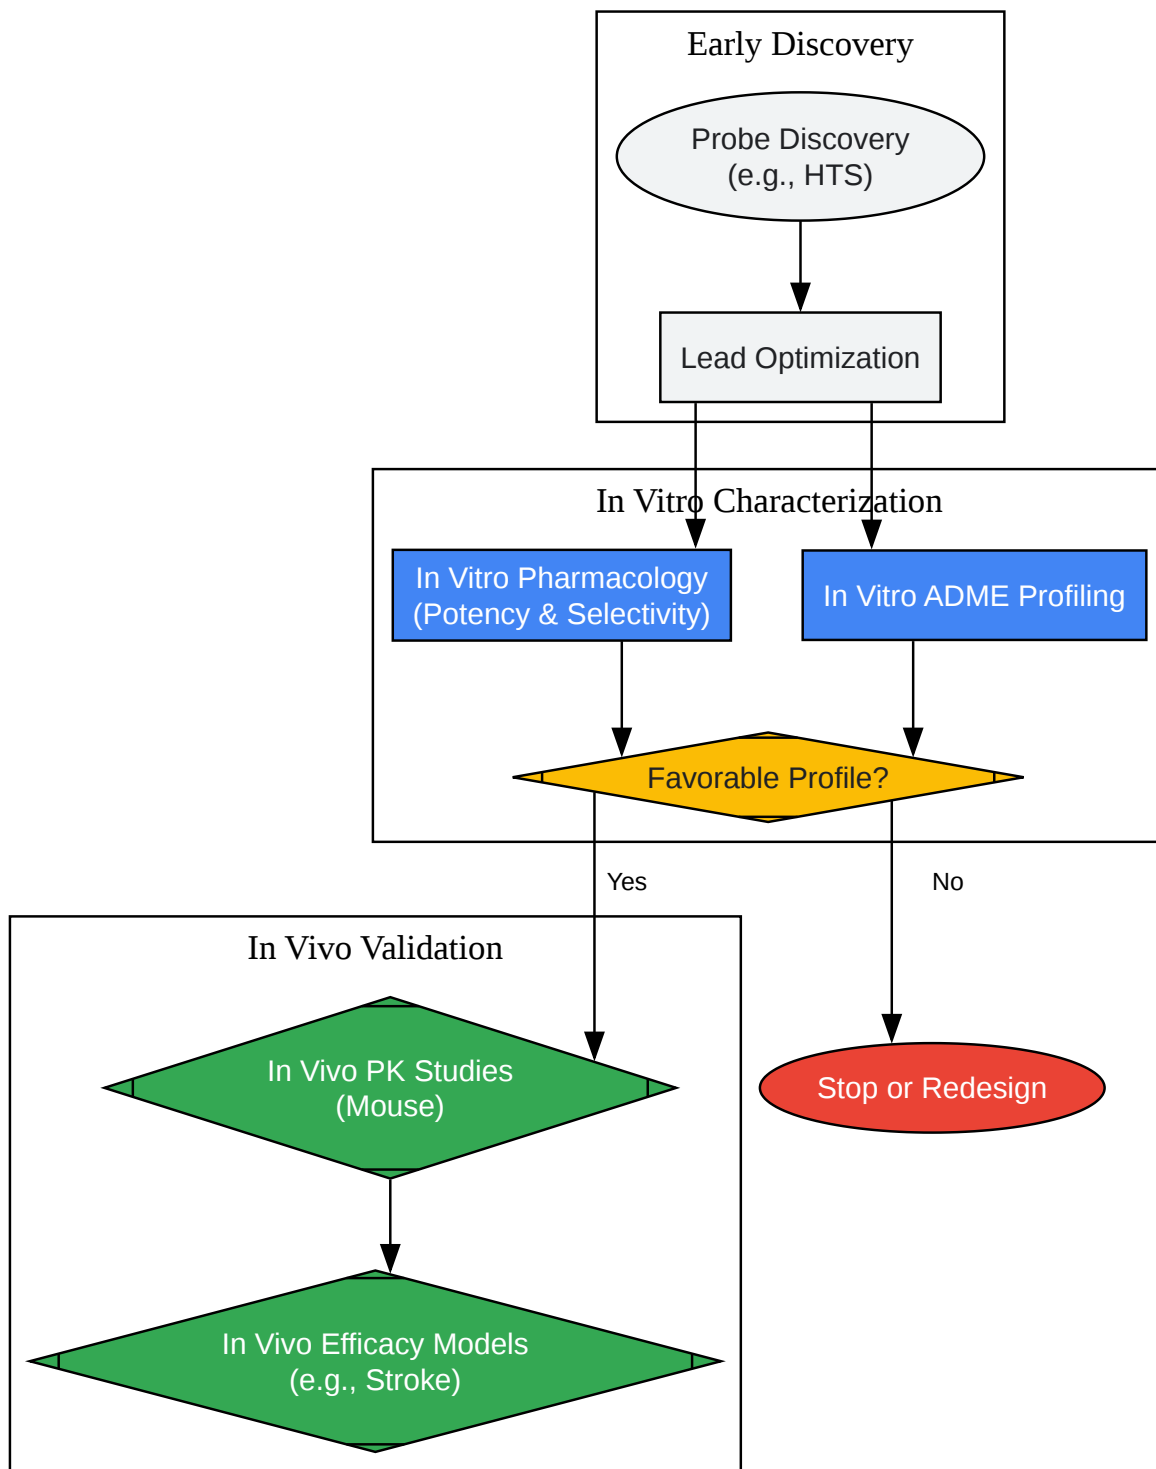 Early Discovery
Probe Discovery
(e.g., HTS)
Lead Optimization
In Vitro Characterization
In Vitro Pharmacology
(Potency & Selectivity)
In Vitro ADME Profiling
Favorable Profile?
Yes
No
In Vivo Validation
In Vivo PK Studies
(Mouse)
Stop or Redesign
In Vivo Efficacy Models
(e.g., Stroke)